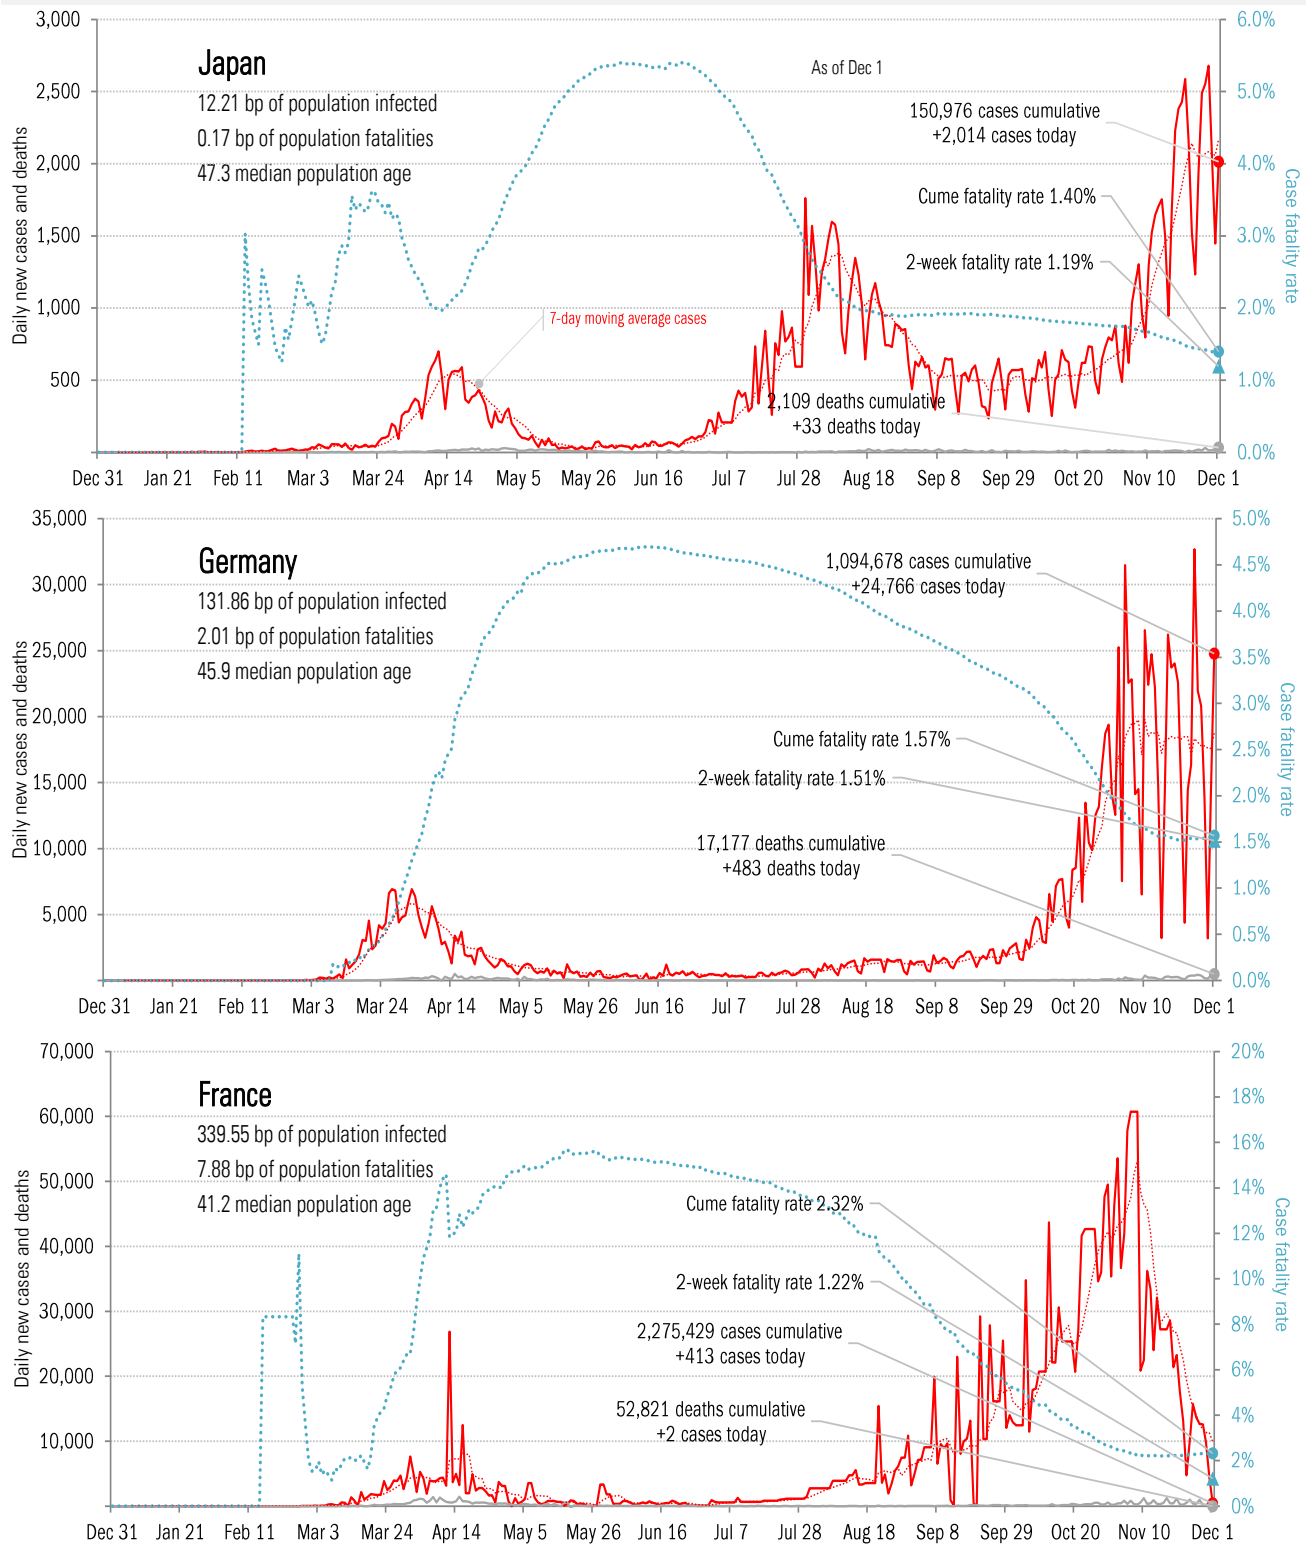 3,000
2,500
2,000
1,500
1,000
500
Daily new cases and deaths
Japan
12.21 bp of population infected
0.17 bp of population fatalities
47.3 median population age
As of Dec 1
150,976 cases cumulative
+2,014 cases today
Cume fatality rate 1.40%
2-week fatality rate 1.19%
7-day moving average cases
2,109 deaths cumulative
+33 deaths today
6.0%
5.0%
4.0%
3.0%
2.0%
1.0%
0.0%
Case fatality rate
Dec 31 Jan 21 Feb 11 Mar 3 Mar 24 Apr 14 May 5 May 26 Jun 16 Jul 7 Jul 28 Aug 18 Sep 8 Sep 29 Oct 20 Nov 10 Dec 1
35,000
30,000
25,000
20,000
15,000
10,000
5,000
Daily new cases and deaths
Germany
131.86 bp of population infected
2.01 bp of population fatalities
45.9 median population age
1,094,678 cases cumulative
+24,766 cases today
Cume fatality rate 1.57%
2-week fatality rate 1.51%
17,177 deaths cumulative
+483 deaths today
5.0%
4.5%
4.0%
3.5%
3.0%
2.5%
2.0%
1.5%
1.0%
0.5%
0.0%
Case fatality rate
Dec 31 Jan 21 Feb 11 Mar 3 Mar 24 Apr 14 May 5 May 26 Jun 16 Jul 7 Jul 28 Aug 18 Sep 8 Sep 29 Oct 20 Nov 10 Dec 1
70,000
60,000
50,000
40,000
30,000
20,000
10,000
Daily new cases and deaths
France
339.55 bp of population infected
7.88 bp of population fatalities
41.2 median population age
Cume fatality rate 2.32%
2-week fatality rate 1.22%
2,275,429 cases cumulative
+413 cases today
52,821 deaths cumulative
+2 cases today
20%
18%
16%
14%
12%
10%
8%
6%
4%
2%
0%
Case fatality rate
Dec 31 Jan 21 Feb 11 Mar 3 Mar 24 Apr 14 May 5 May 26 Jun 16 Jul 7 Jul 28 Aug 18 Sep 8 Sep 29 Oct 20 Nov 10 Dec 1